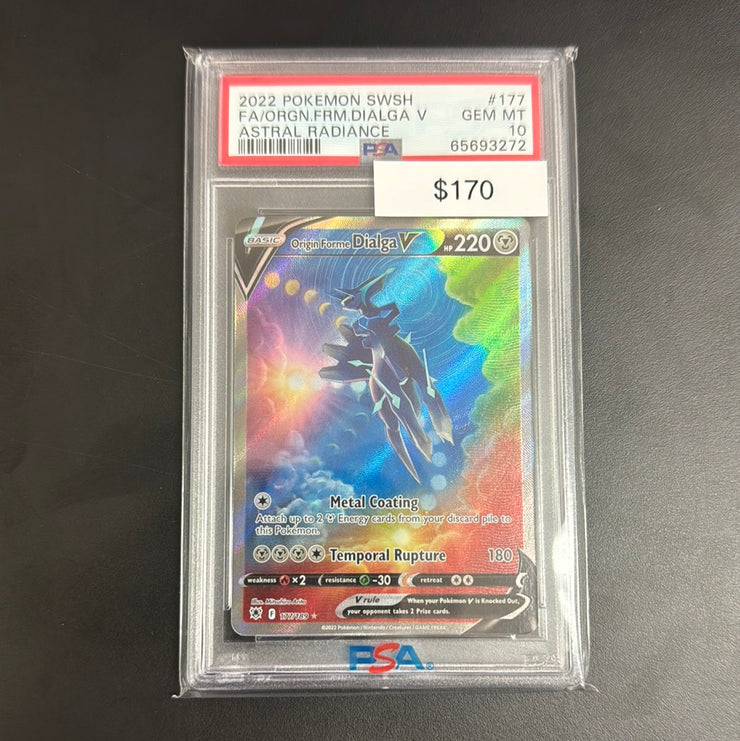 2022 POKEMON SWSH #177
FA/ORGN.FRM.DIALGA V GEM MT
ASTRAL RADIANCE 10
65693272
PSA
$170
BASIC Origin Forme Dialga V HP 220
Metal Coating
Attach up to 2 Energy cards from your discard pile to
this Pokémon.
Temporal Rupture 180
weakness ×2 resistance -30 retreat
Illus. Mitsuhiro Arita
V rule When your Pokémon V is Knocked Out,
your opponent takes 2 Prize cards.
F 177/189
©2022 Pokémon / Nintendo / Creatures / GAME FREAK
PSA®